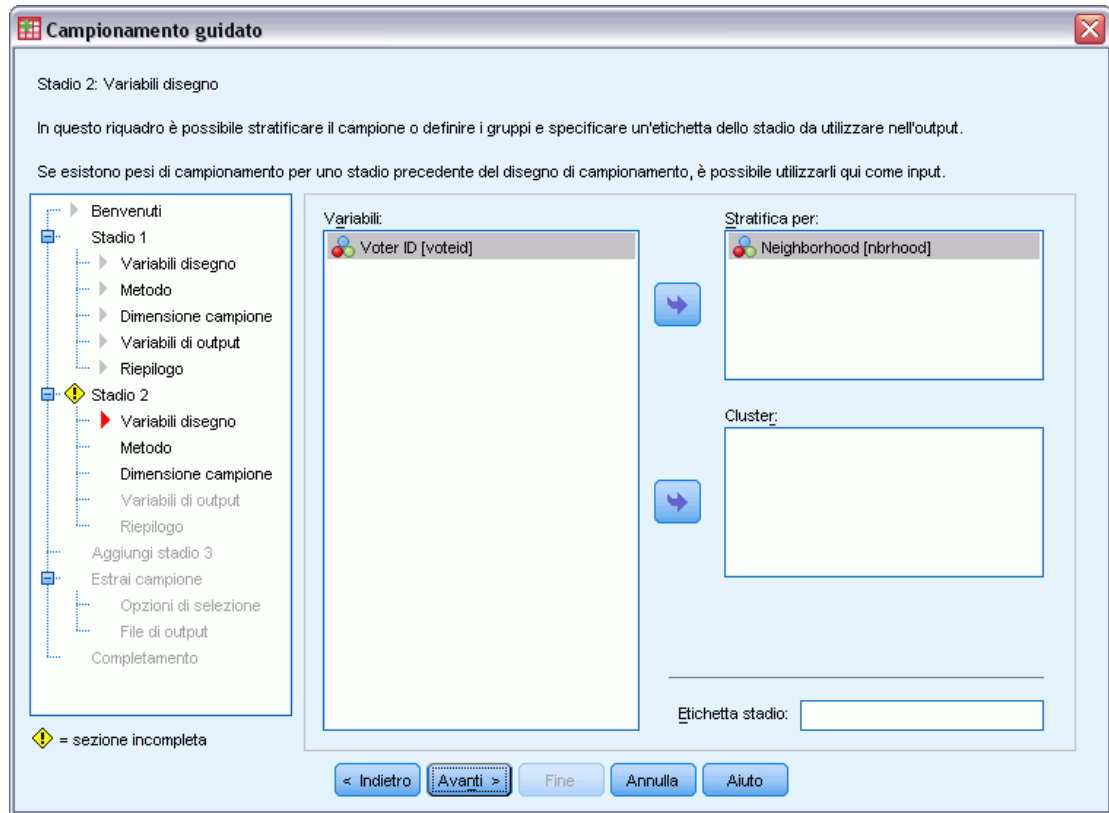 Campionamento guidato
Stadio 2: Variabili disegno
In questo riquadro è possibile stratificare il campione o definire i gruppi e specificare un'etichetta dello stadio da utilizzare nell'output.
Se esistono pesi di campionamento per uno stadio precedente del disegno di campionamento, è possibile utilizzarli qui come input.
Benvenuti
Stadio 1
Variabili disegno
Metodo
Dimensione campione
Variabili di output
Riepilogo
Stadio 2
Variabili disegno
Metodo
Dimensione campione
Variabili di output
Riepilogo
Aggiungi stadio 3
Estrai campione
Opzioni di selezione
File di output
Completamento
! = sezione incompleta
Variabili:
Voter ID [voteid]
Stratifica per:
Neighborhood [nbrhood]
Cluster:
Etichetta stadio:
< Indietro
Avanti >
Fine
Annulla
Aiuto